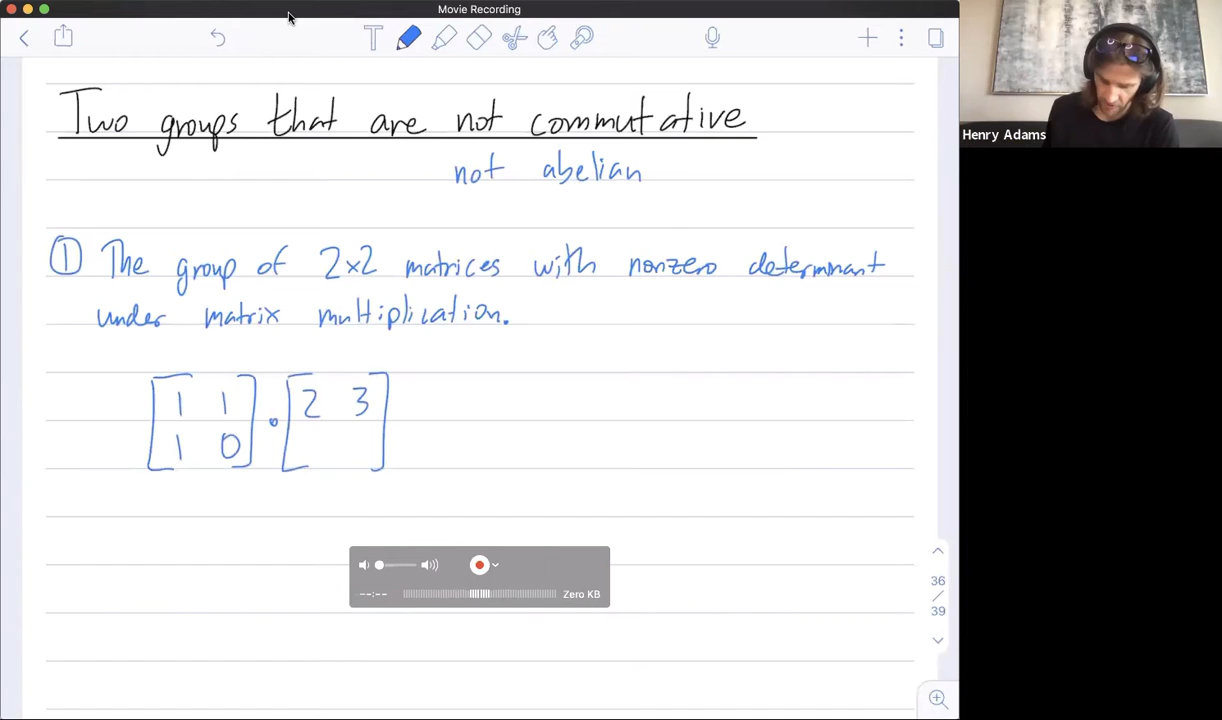 Movie Recording
Two groups that are not commutative
not abelian
Henry Adams
① The group of 2×2 matrices with nonzero determinant
under matrix multiplication.
[1 1] · [2 3]
[1 0]
36
/
39
--:-- Zero KB